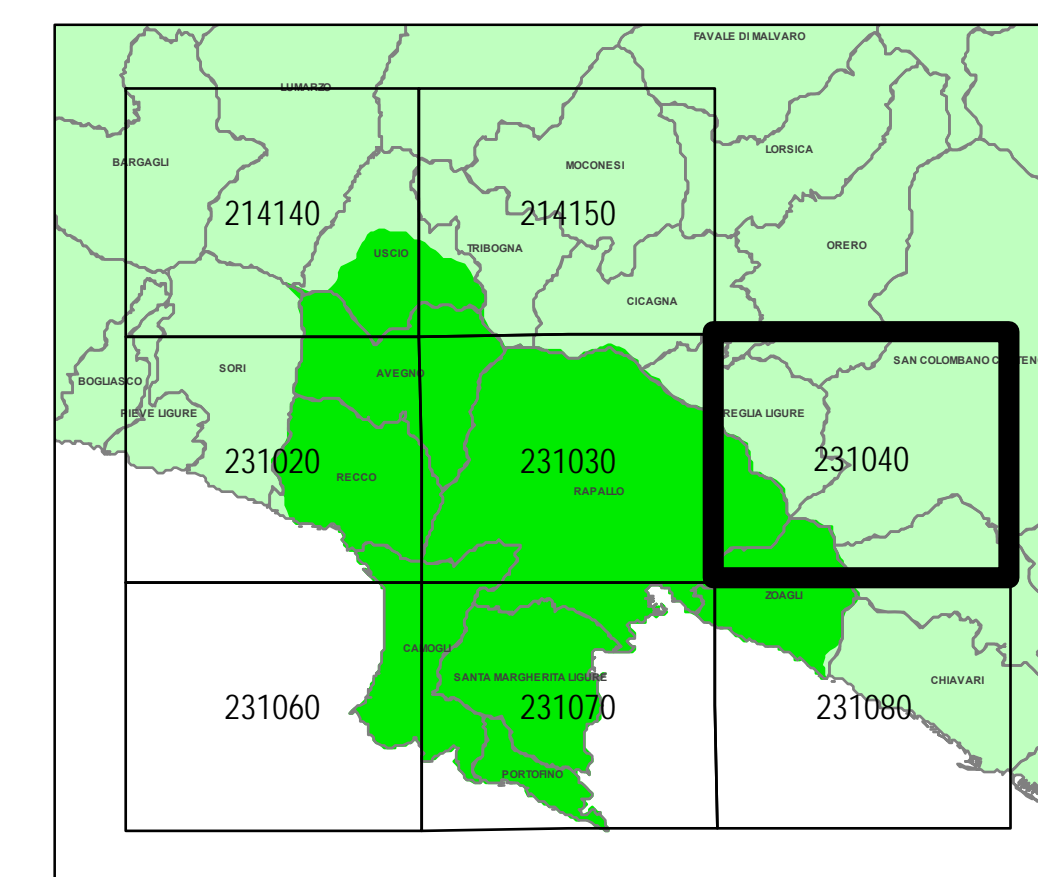 FAVALE DI MALVARO
LUMARZO
BARGAGLI
LORSICA
MOCONESI
214140
214150
ORERO
TRIBOGNA
USCIO
CICAGNA
SAN COLOMBANO C TENO
SORI
AVEGNO
BOGLIASCO
PIEVE LIGURE
REGLIA LIGURE
231020
231030
231040
RECCO
RAPALLO
ZOAGLI
CAMOGLI
SANTA MARGHERITA LIGURE
CHIAVARI
231060
231070
231080
PORTOFINO